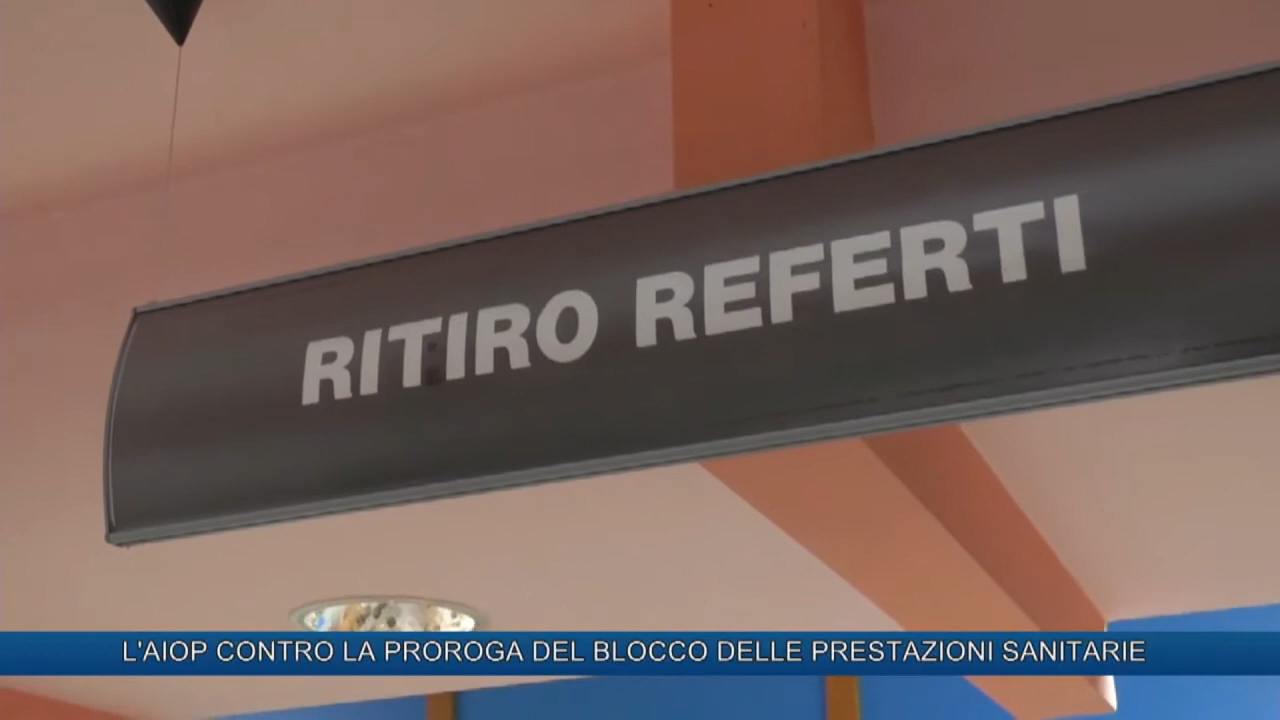 RITIRO REFERTI
L'AIOP CONTRO LA PROROGA DEL BLOCCO DELLE PRESTAZIONI SANITARIE